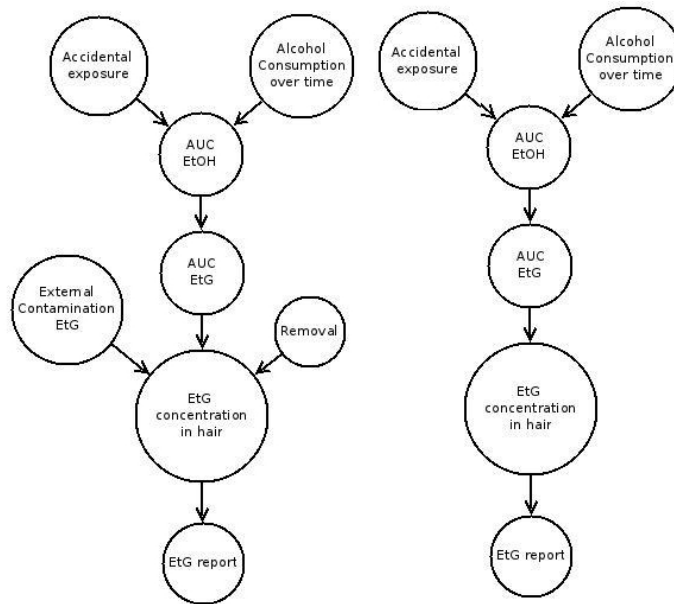 Accidental
exposure
Alcohol
Consumption
over time
AUC
EtOH
AUC
EtG
External
Contamination
EtG
Removal
EtG
concentration
in hair
EtG report
Accidental
exposure
Alcohol
Consumption
over time
AUC
EtOH
AUC
EtG
EtG
concentration
in hair
EtG report